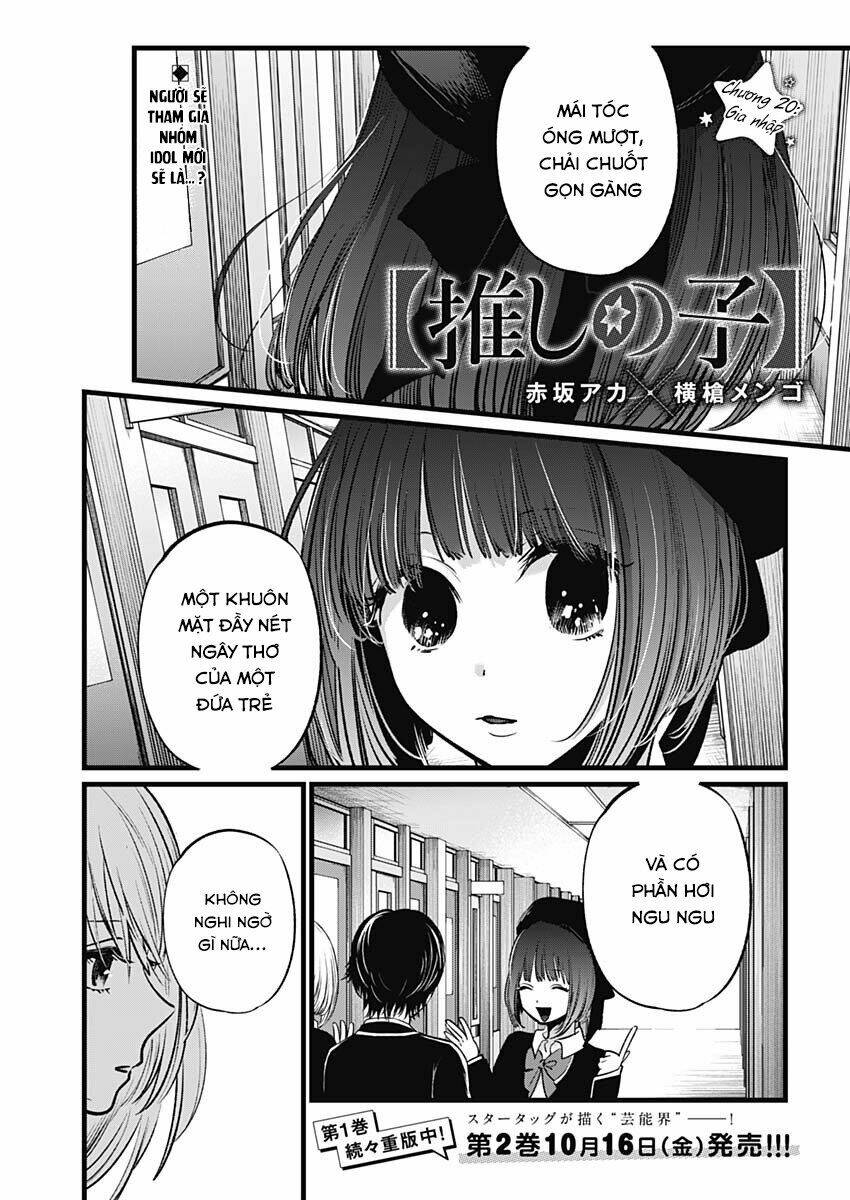 NGƯỜI SẼ
THAM GIA
NHÓM
IDOL MỚI
SẼ LÀ...?
MÁI TÓC
ÓNG MƯỢT,
CHẢI CHUỐT
GỌN GÀNG
Chương 20:
Gia nhập
【推しの子】
赤坂アカ × 横槍メンゴ
MỘT KHUÔN
MẶT ĐẦY NÉT
NGÂY THƠ
CỦA MỘT
ĐỨA TRẺ
KHÔNG
NGHI NGỜ
GÌ NỮA...
VÀ CÓ
PHẦN HƠI
NGU NGU
第1巻
続々重版中!
スタータッグが描く“芸能界”――!
第2巻10月16日(金)発売!!!